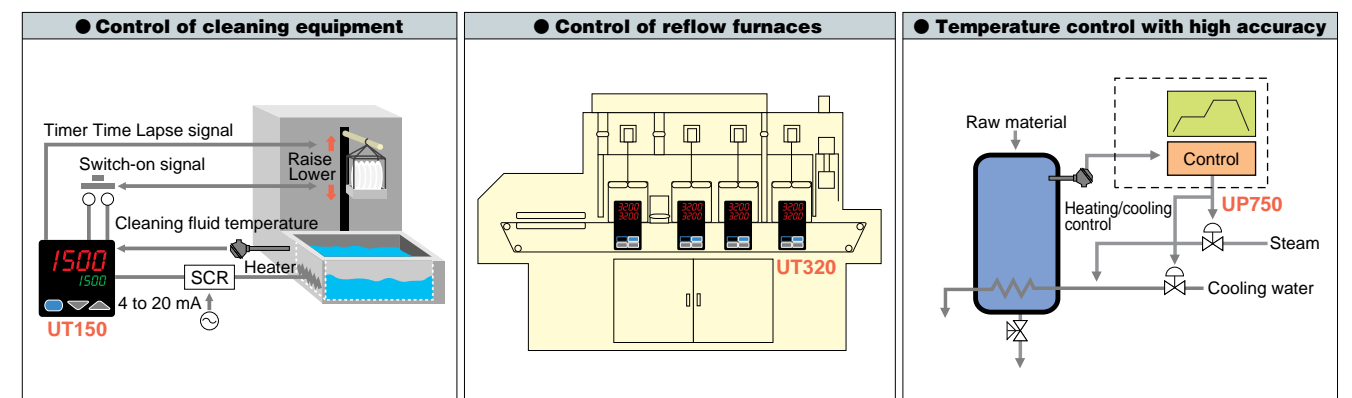 ● Control of cleaning equipment
Timer Time Lapse signal
Switch-on signal
Raise
Lower
Cleaning fluid temperature
1500
1500
Heater
SCR
4 to 20 mA
UT150
● Control of reflow furnaces
3200
3200
3200
3200
3200
3200
3200
3200
UT320
● Temperature control with high accuracy
Raw material
Control
Heating/cooling
control
UP750
Steam
Cooling water